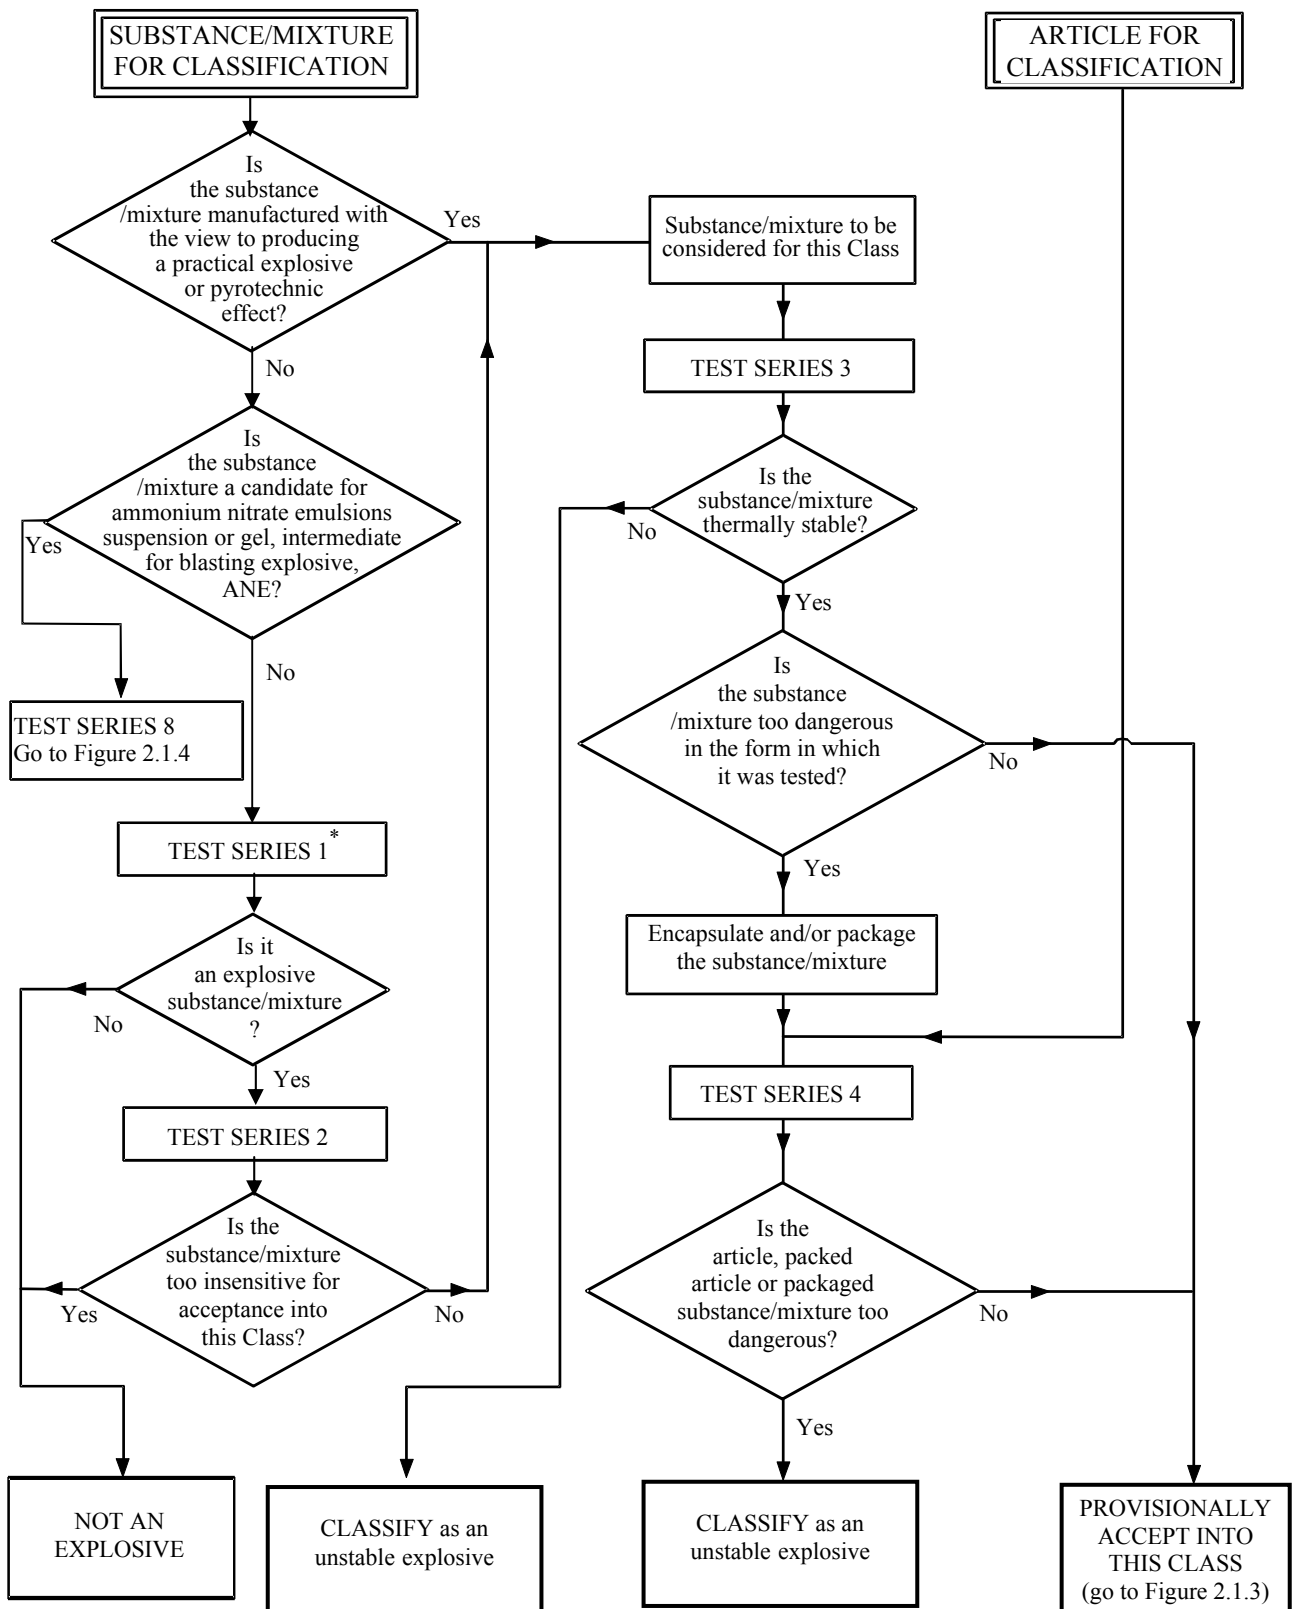 SUBSTANCE/MIXTURE
FOR CLASSIFICATION
ARTICLE FOR
CLASSIFICATION
Is
the substance
/mixture manufactured with
the view to producing
a practical explosive
or pyrotechnic
effect?
Yes
Substance/mixture to be
considered for this Class
No
TEST SERIES 3
Is
the substance
/mixture a candidate for
ammonium nitrate emulsions
suspension or gel, intermediate
for blasting explosive,
ANE?
Yes
Is the
substance/mixture
thermally stable?
No
Yes
No
TEST SERIES 8
Go to Figure 2.1.4
Is
the substance
/mixture too dangerous
in the form in which
it was tested?
No
TEST SERIES 1*
Yes
Is it
an explosive
substance/mixture
?
No
Encapsulate and/or package
the substance/mixture
Yes
TEST SERIES 2
TEST SERIES 4
Is the
substance/mixture
too insensitive for
acceptance into
this Class?
Yes
No
Is the
article, packed
article or packaged
substance/mixture too
dangerous?
No
Yes
NOT AN
EXPLOSIVE
CLASSIFY as an
unstable explosive
CLASSIFY as an
unstable explosive
PROVISIONALLY
ACCEPT INTO
THIS CLASS
(go to Figure 2.1.3)